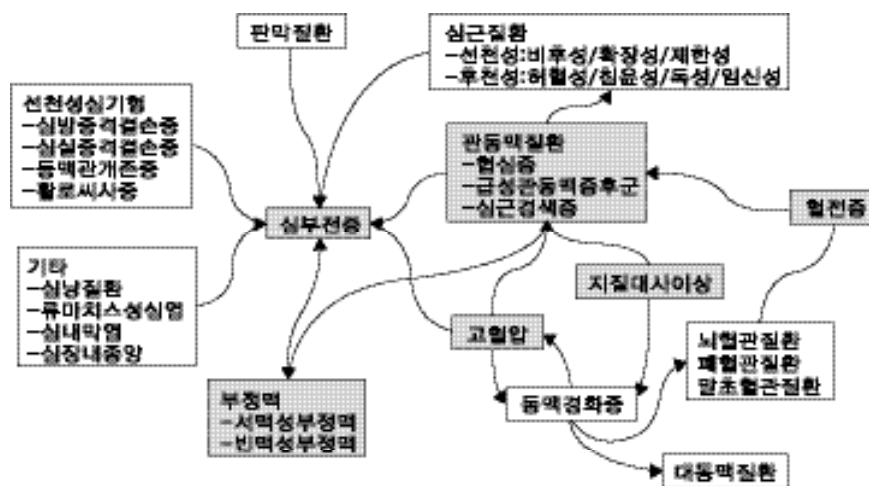 판막질환
심근질환
-선천성:비후성/확장성/제한성
-후천성:허혈성/침윤성/독성/임신성
선천성심기형
-심방중격결손증
-심실중격결손증
-동맥관개존증
-활로씨사증
관동맥질환
-협심증
-급성관동맥증후군
-심근경색증
혈전증
심부전증
기타
-심낭질환
-류마치스성심염
-심내막염
-심장내종양
지질대사이상
고혈압
뇌혈관질환
폐혈관질환
말초혈관질환
부정맥
-서맥성부정맥
-빈맥성부정맥
동맥경화증
대동맥질환